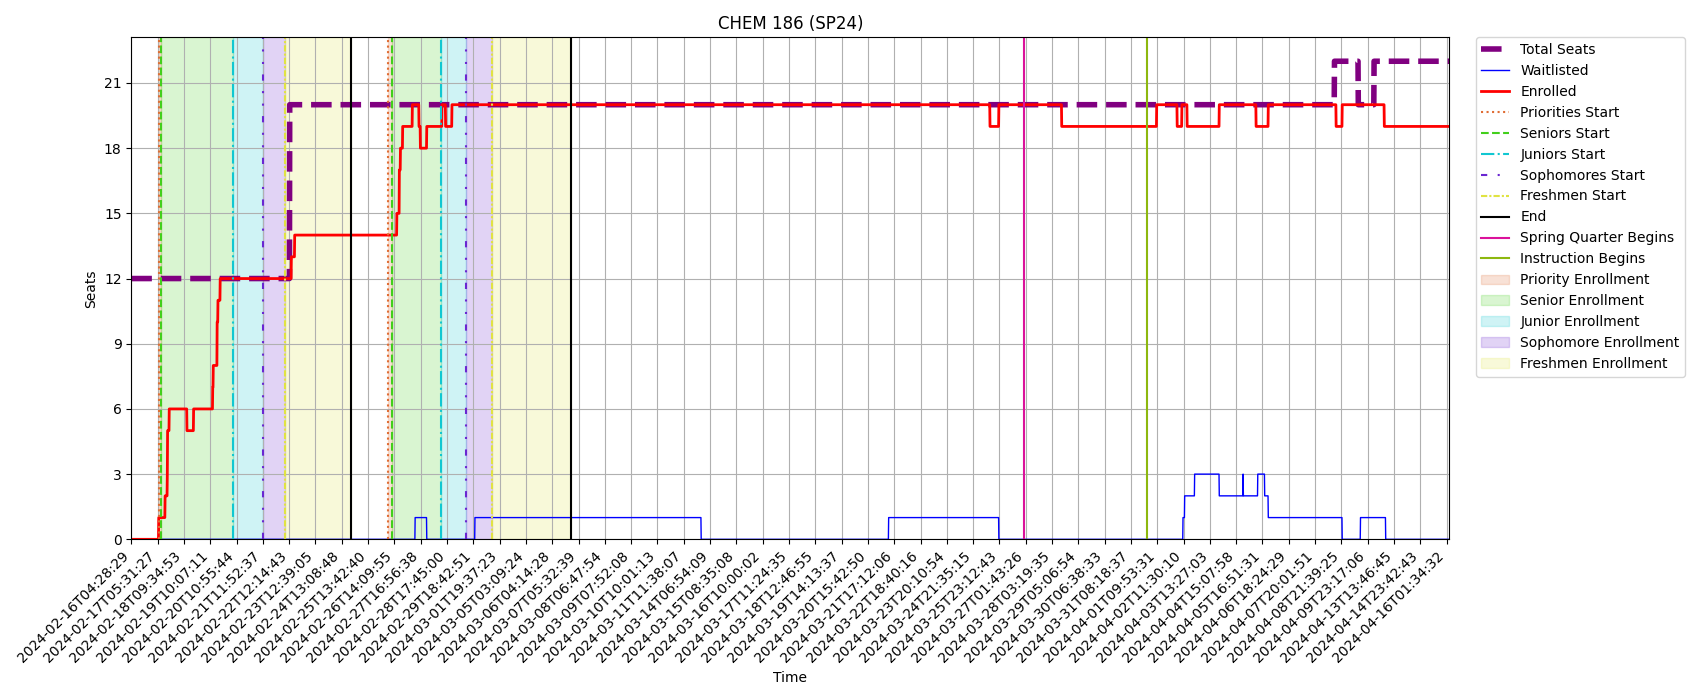 CHEM 186 (SP24)
Seats
21
18
15
12
9
6
3
0
2024-02-16T04:28:29
2024-02-17T05:31:27
2024-02-18T09:34:53
2024-02-19T10:07:11
2024-02-20T10:55:44
2024-02-21T11:52:37
2024-02-22T12:14:43
2024-02-23T12:39:05
2024-02-24T13:08:48
2024-02-25T13:42:40
2024-02-26T14:09:55
2024-02-27T16:56:38
2024-02-28T17:45:00
2024-02-29T18:42:51
2024-03-01T19:37:23
2024-03-05T03:09:24
2024-03-06T04:14:28
2024-03-07T05:32:39
2024-03-08T06:47:54
2024-03-09T07:52:08
2024-03-10T10:01:13
2024-03-11T11:38:07
2024-03-14T06:54:09
2024-03-15T08:35:08
2024-03-16T10:00:02
2024-03-17T11:24:35
2024-03-18T12:46:55
2024-03-19T14:13:37
2024-03-20T15:42:50
2024-03-21T17:12:06
2024-03-22T18:40:16
2024-03-23T20:10:54
2024-03-24T21:35:15
2024-03-25T23:12:43
2024-03-27T01:43:26
2024-03-28T03:19:35
2024-03-29T05:06:54
2024-03-30T06:38:33
2024-03-31T08:18:37
2024-04-01T09:53:31
2024-04-02T11:30:10
2024-04-03T13:27:03
2024-04-04T15:07:58
2024-04-05T16:51:31
2024-04-06T18:24:29
2024-04-07T20:01:51
2024-04-08T21:39:25
2024-04-09T23:17:06
2024-04-13T13:46:45
2024-04-14T23:42:43
2024-04-16T01:34:32
Time
Total Seats
Waitlisted
Enrolled
Priorities Start
Seniors Start
Juniors Start
Sophomores Start
Freshmen Start
End
Spring Quarter Begins
Instruction Begins
Priority Enrollment
Senior Enrollment
Junior Enrollment
Sophomore Enrollment
Freshmen Enrollment